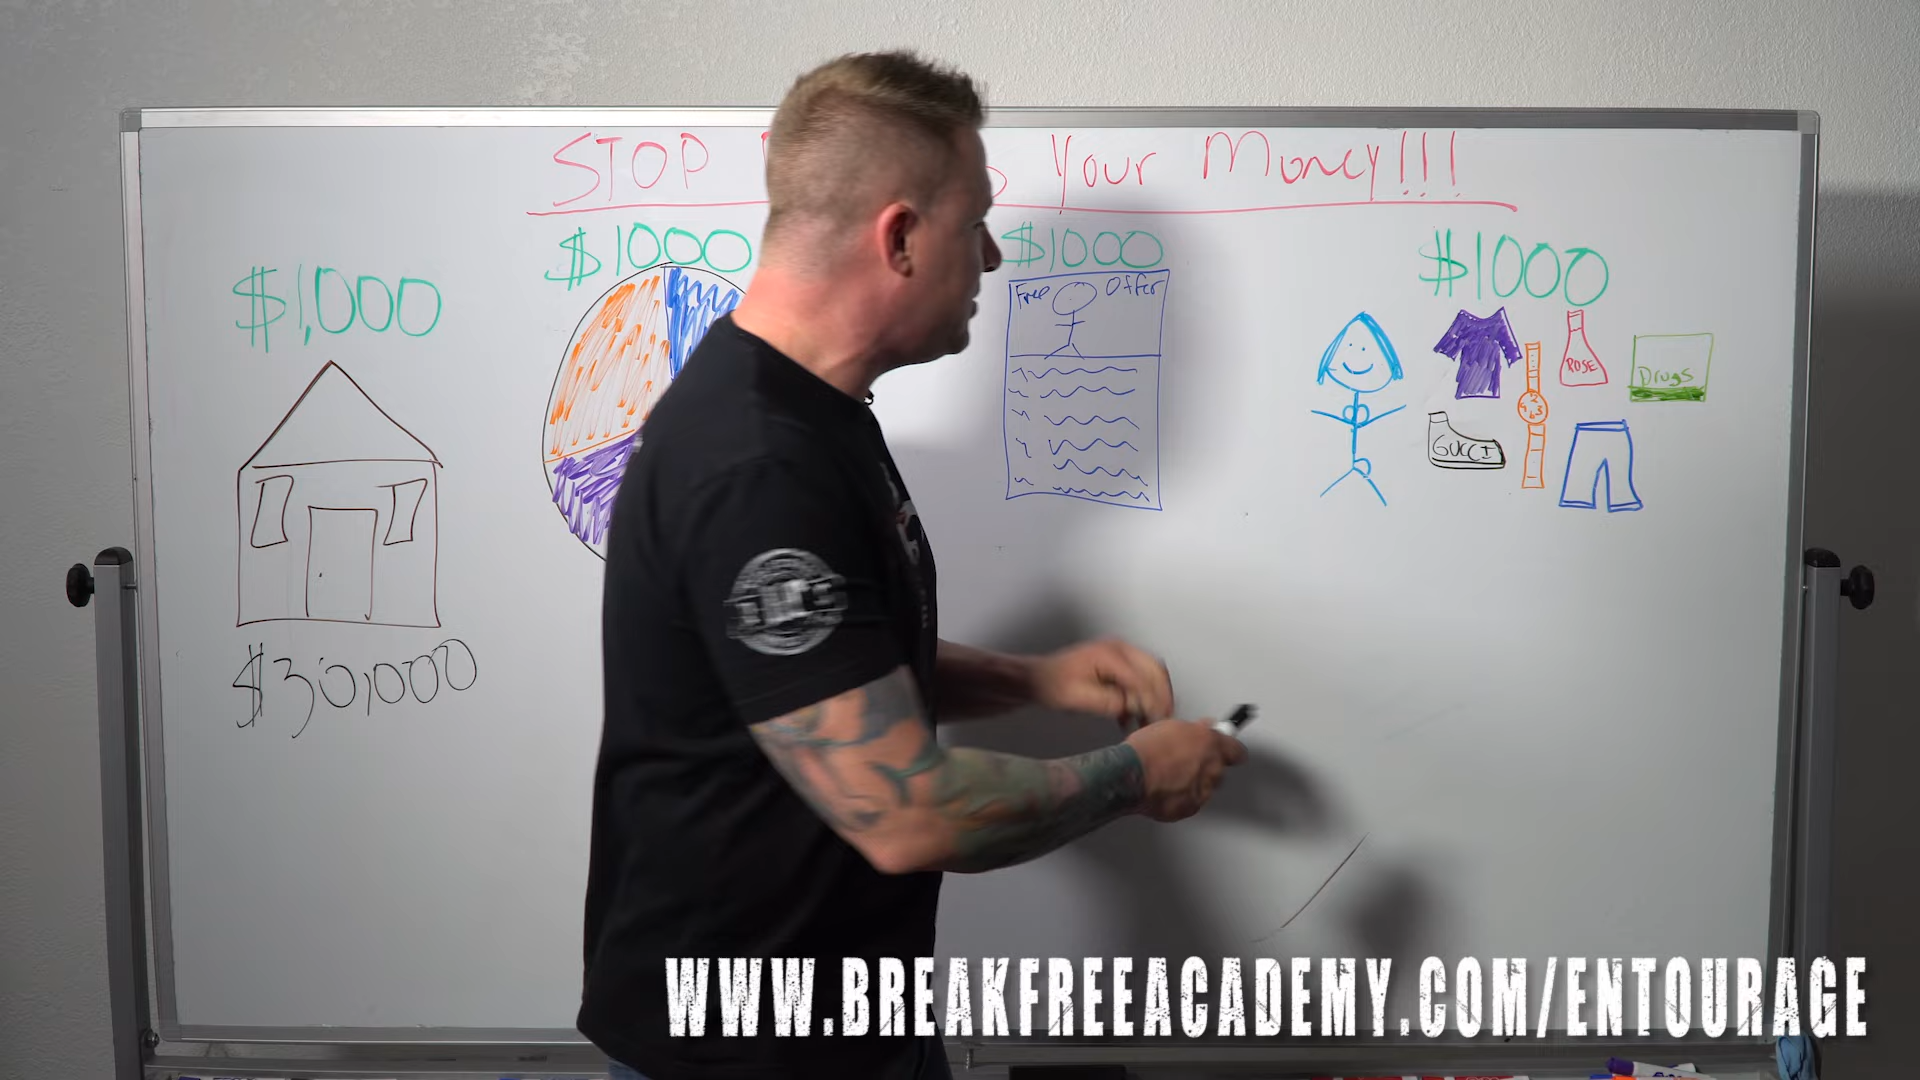 STOP Your Money!!!
$1,000
$1000
$1000
$1000
Free Offer
ROSE
Drugs
GUCCI
$30,000
WWW.BREAKFREEACADEMY.COM/ENTOURAGE